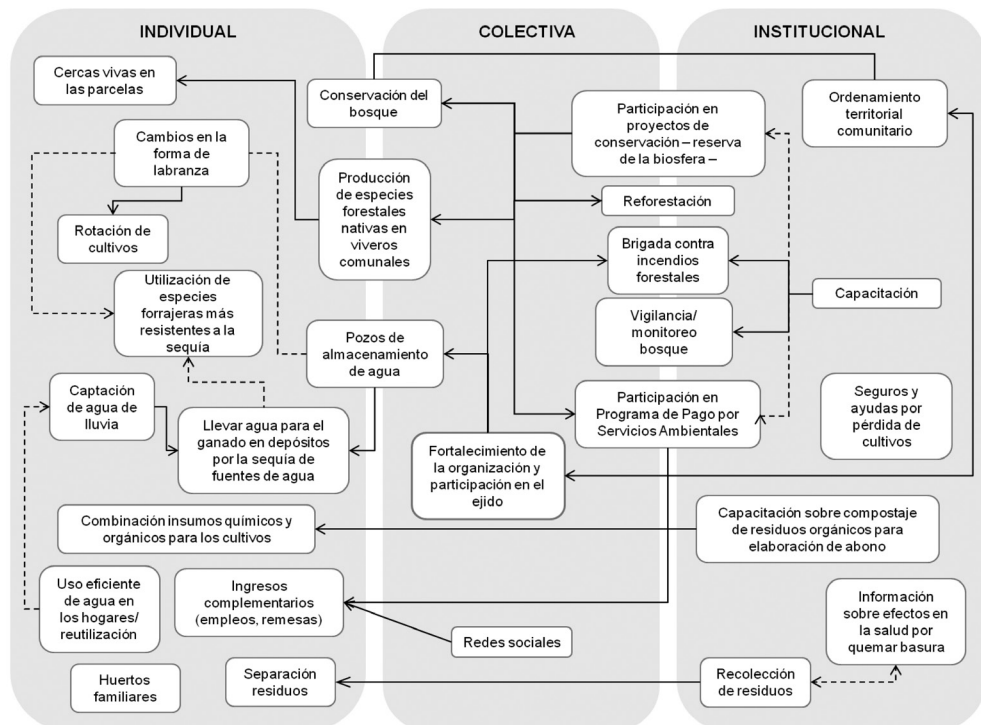 INDIVIDUAL
COLECTIVA
INSTITUCIONAL
Cercas vivas en
las parcelas
Cambios en la
forma de
labranza
Rotación de
cultivos
Utilización de
especies
forrajeras más
resistentes a la
sequía
Captación
de agua de
lluvia
Llevar agua para el
ganado en depósitos
por la sequía de
fuentes de agua
Combinación insumos químicos y
orgánicos para los cultivos
Uso eficiente
de agua en
los hogares/
reutilización
Ingresos
complementarios
(empleos, remesas)
Huertos
familiares
Separación
residuos
Conservación del
bosque
Producción
de especies
forestales
nativas en
viveros
comunales
Pozos de
almacenamiento
de agua
Fortalecimiento de
la organización y
participación en el
ejido
Redes sociales
Participación en
proyectos de
conservación – reserva
de la biosfera –
Reforestación
Brigada contra
incendios
forestales
Vigilancia/
monitoreo
bosque
Participación en
Programa de Pago por
Servicios Ambientales
Ordenamiento
territorial
comunitario
Capacitación
Seguros y
ayudas por
pérdida de
cultivos
Capacitación sobre compostaje
de residuos orgánicos para
elaboración de abono
Información
sobre efectos en
la salud por
quemar basura
Recolección
de residuos